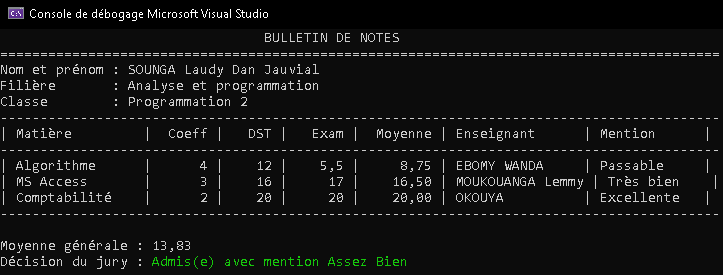 Console de débogage Microsoft Visual Studio
BULLETIN DE NOTES
================================================================================
Nom et prénom : SOUNGA Laudy Dan Jauvial
Filière : Analyse et programmation
Classe : Programmation 2
--------------------------------------------------------------------------------
| Matière | Coeff | DST | Exam | Moyenne | Enseignant | Mention |
--------------------------------------------------------------------------------
| Algorithme | 4 | 12 | 5,5 | 8,75 | EBOMY WANDA | Passable |
| MS Access | 3 | 16 | 17 | 16,50 | MOUKOUANGA Lemmy | Très bien |
| Comptabilité | 2 | 20 | 20 | 20,00 | OKOUYA | Excellente |
--------------------------------------------------------------------------------
Moyenne générale : 13,83
Décision du jury : Admis(e) avec mention Assez Bien